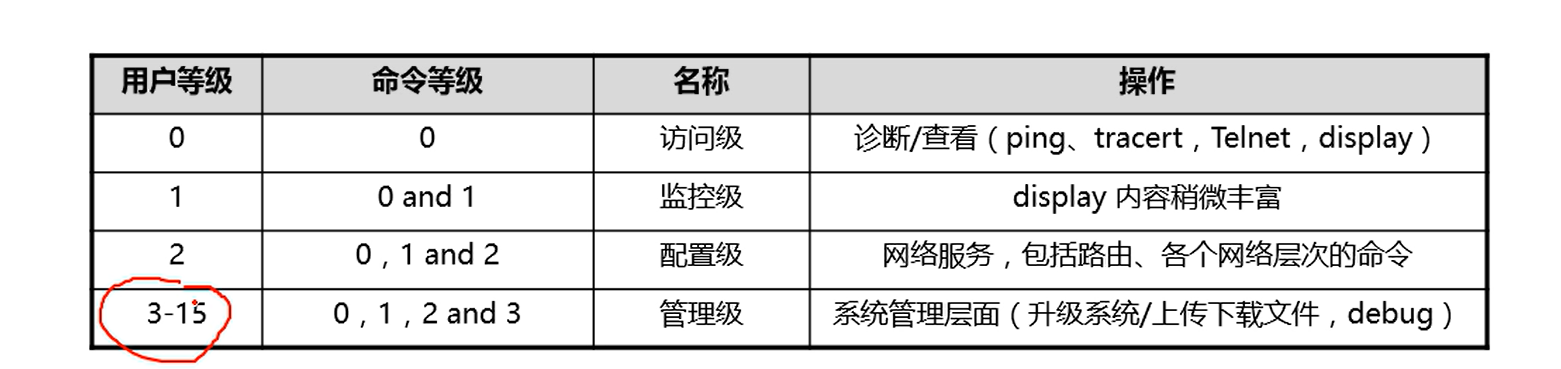 用户等级 命令等级 名称 操作
0 0 访问级 诊断/查看（ping、tracert，Telnet，display）
1 0 and 1 监控级 display 内容稍微丰富
2 0，1 and 2 配置级 网络服务，包括路由、各个网络层次的命令
3-15 0，1，2 and 3 管理级 系统管理层面（升级系统/上传下载文件，debug）